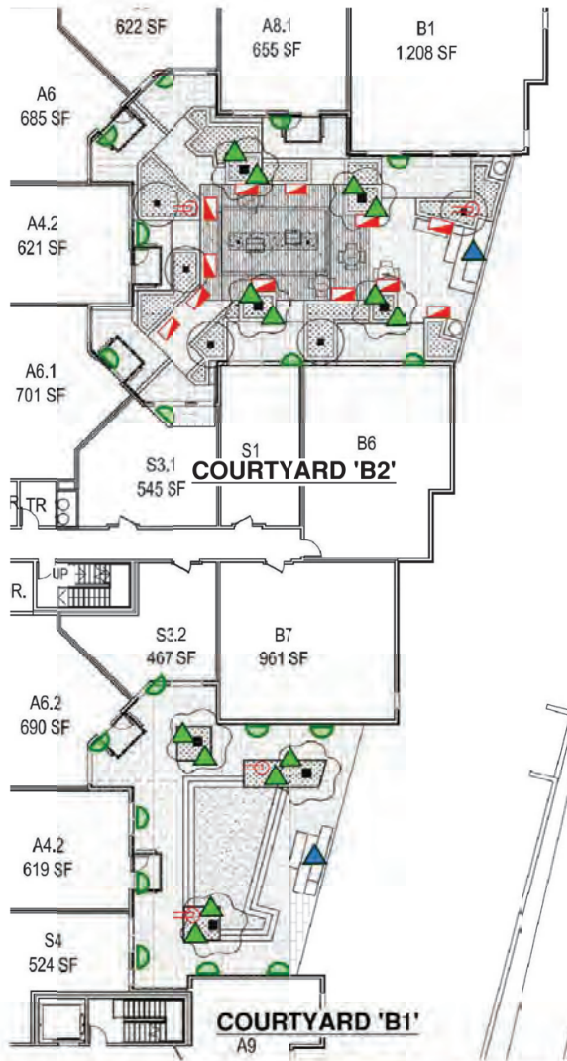 622 SF
A8.1
655 SF
B1
1208 SF
A6
685 SF
A4.2
621 SF
A6.1
701 SF
S3.1
545 SF
S1
B6
COURTYARD 'B2'
R
TR
UP
R.
S3.2
467 SF
B7
961 SF
A6.2
690 SF
A4.2
619 SF
S4
524 SF
COURTYARD 'B1'
A9